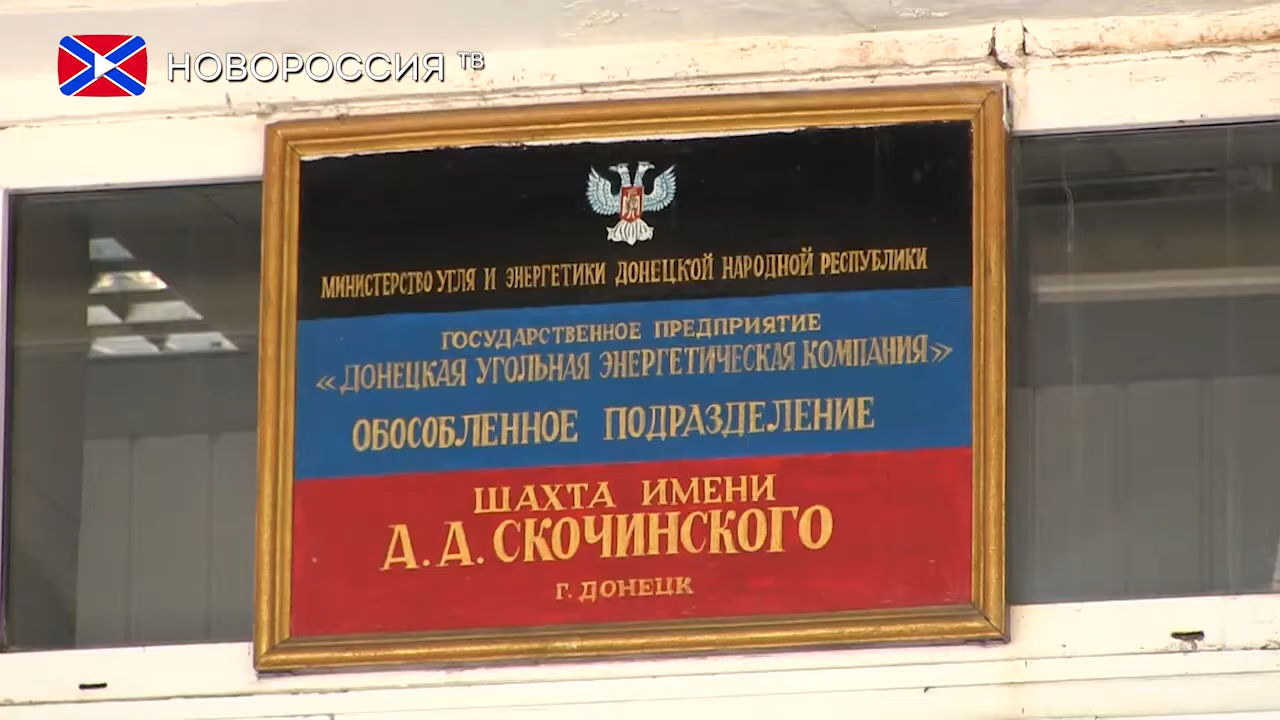 НОВОРОССИЯ ТВ
МИНИСТЕРСТВО УГЛЯ И ЭНЕРГЕТИКИ ДОНЕЦКОЙ НАРОДНОЙ РЕСПУБЛИКИ
ГОСУДАРСТВЕННОЕ ПРЕДПРИЯТИЕ
«ДОНЕЦКАЯ УГОЛЬНАЯ ЭНЕРГЕТИЧЕСКАЯ КОМПАНИЯ»
ОБОСОБЛЕННОЕ ПОДРАЗДЕЛЕНИЕ
ШАХТА ИМЕНИ
А.А.СКОЧИНСКОГО
Г. ДОНЕЦК